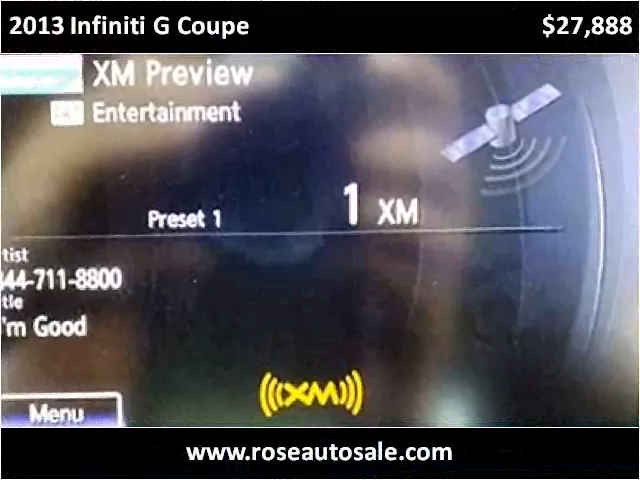 2013 Infiniti G Coupe $27,888
XM Preview
Entertainment
Preset 1 1 XM
tist
44-711-8800
tle
I'm Good
XM
Menu
www.roseautosale.com